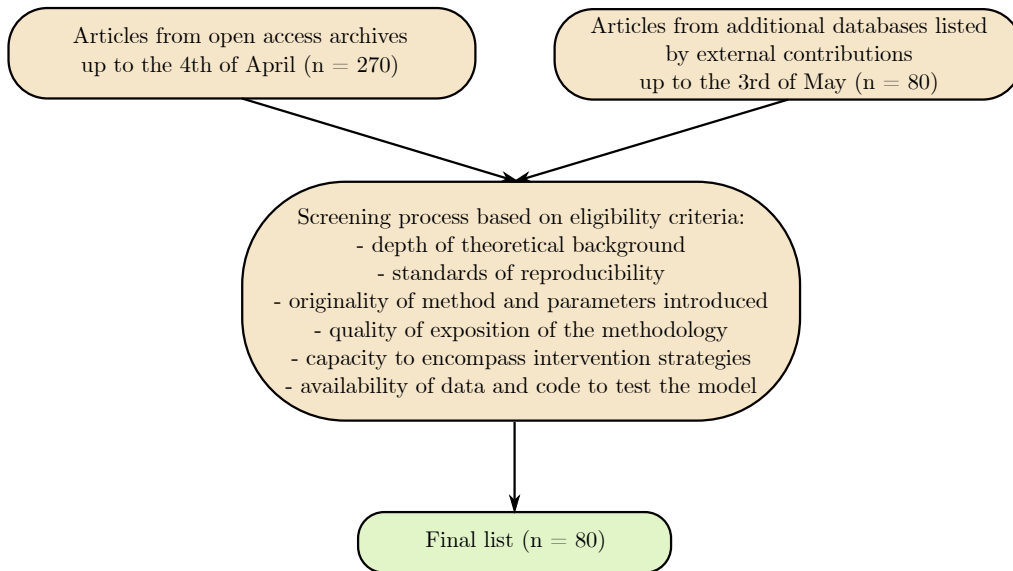 Articles from open access archives
up to the 4th of April (n = 270)
Articles from additional databases listed
by external contributions
up to the 3rd of May (n = 80)
Screening process based on eligibility criteria:
- depth of theoretical background
- standards of reproducibility
- originality of method and parameters introduced
- quality of exposition of the methodology
- capacity to encompass intervention strategies
- availability of data and code to test the model
Final list (n = 80)